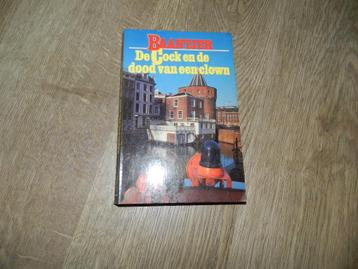 BAANTJER
De Cock en de
dood van een clown